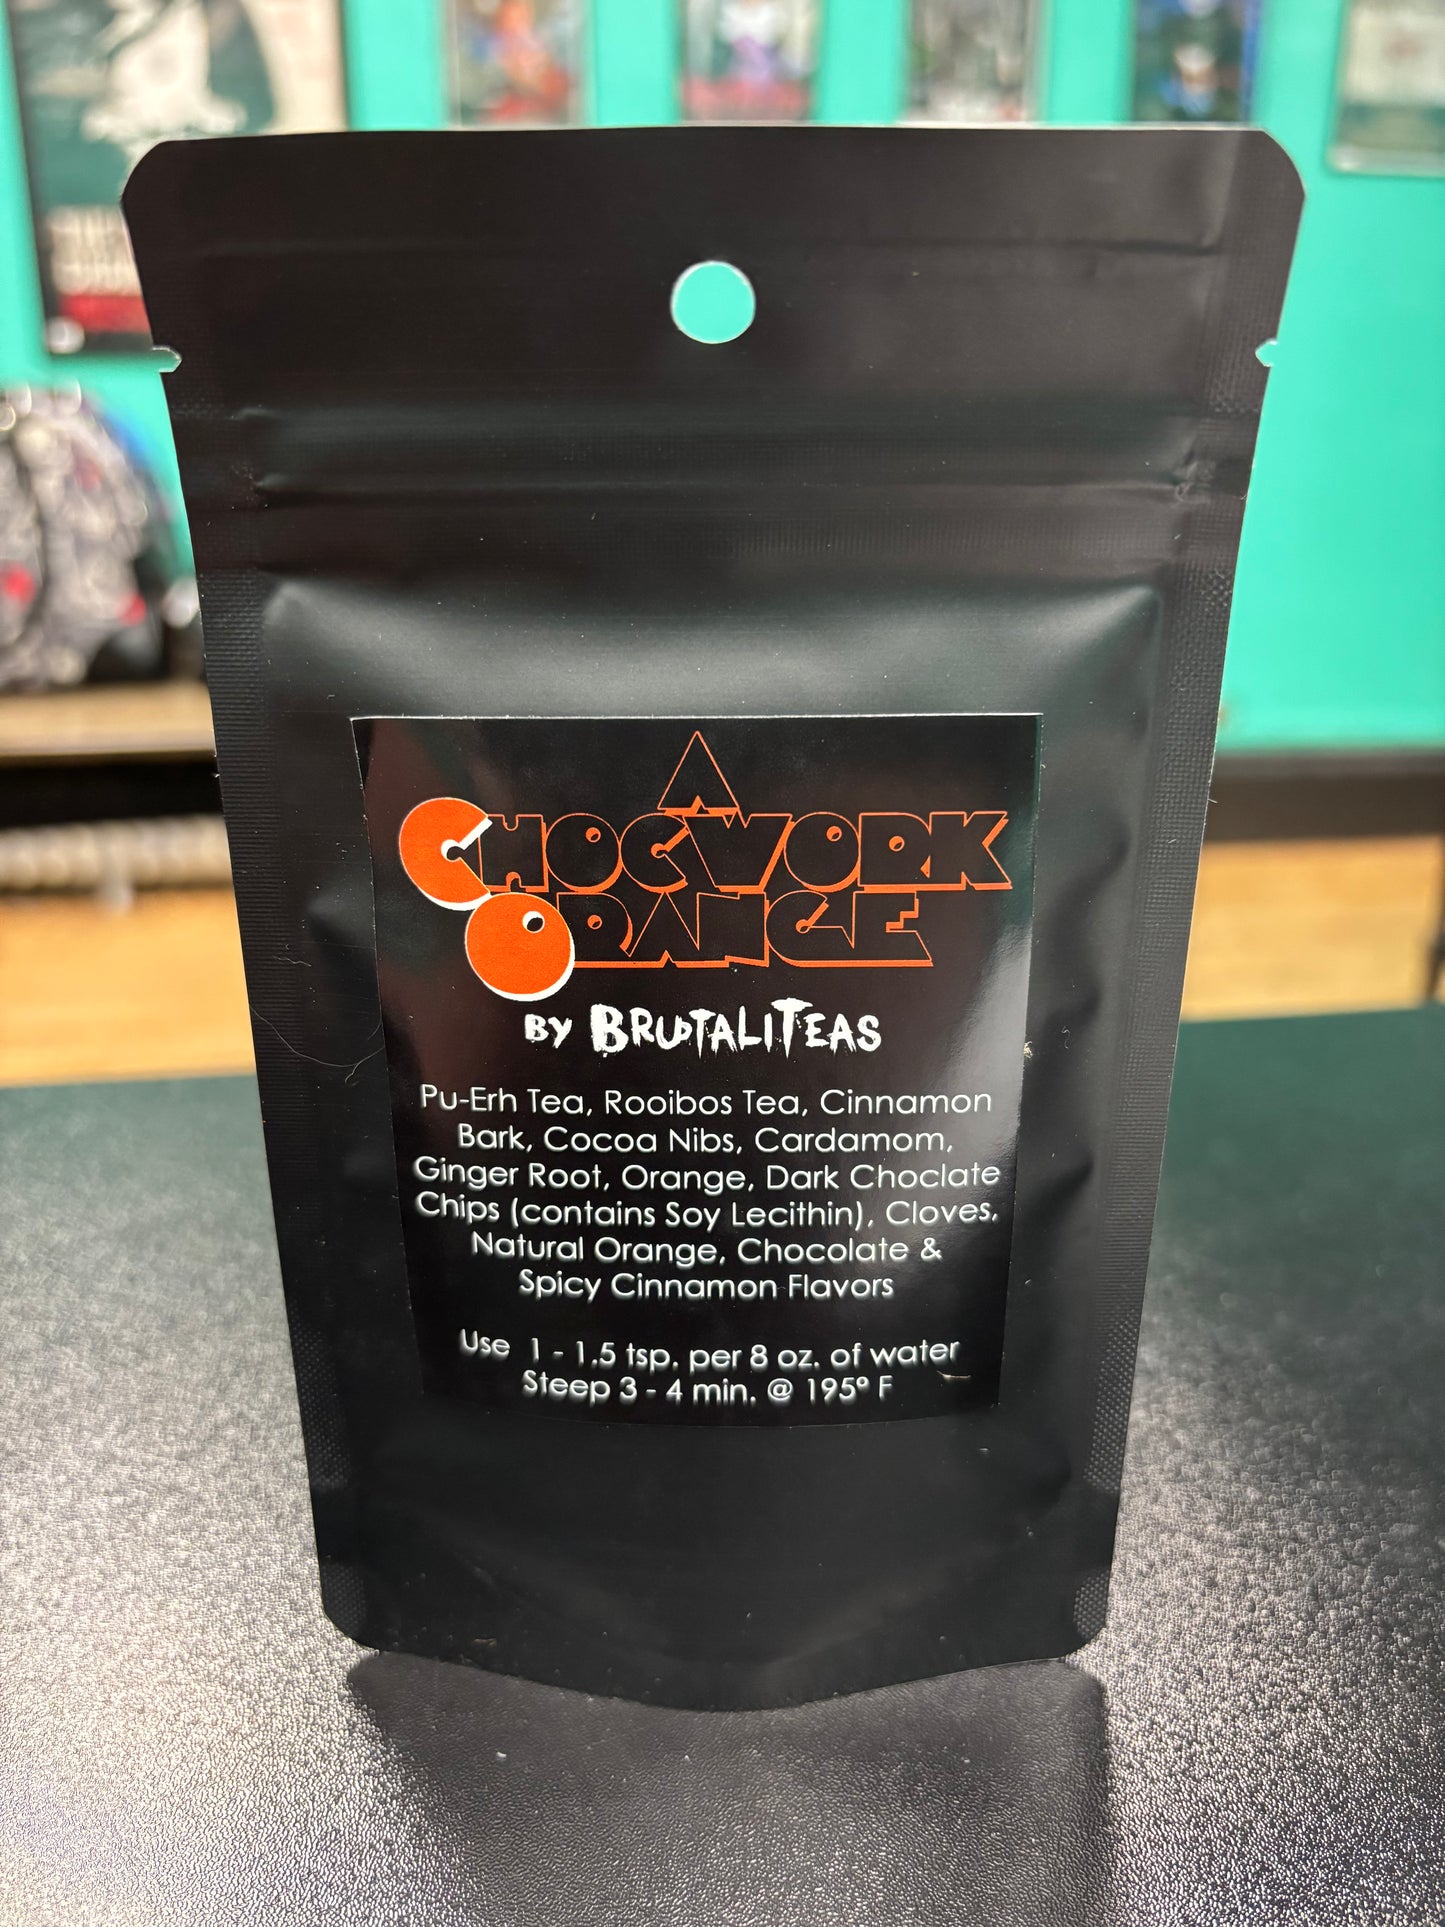 A
CHOCWORK
ORANGE
BY BRUTALITEAS
Pu-Erh Tea, Rooibos Tea, Cinnamon
Bark, Cocoa Nibs, Cardamom,
Ginger Root, Orange, Dark Choclate
Chips (contains Soy Lecithin), Cloves,
Natural Orange, Chocolate &
Spicy Cinnamon Flavors
Use 1 - 1.5 tsp. per 8 oz. of water
Steep 3 - 4 min. @ 195° F